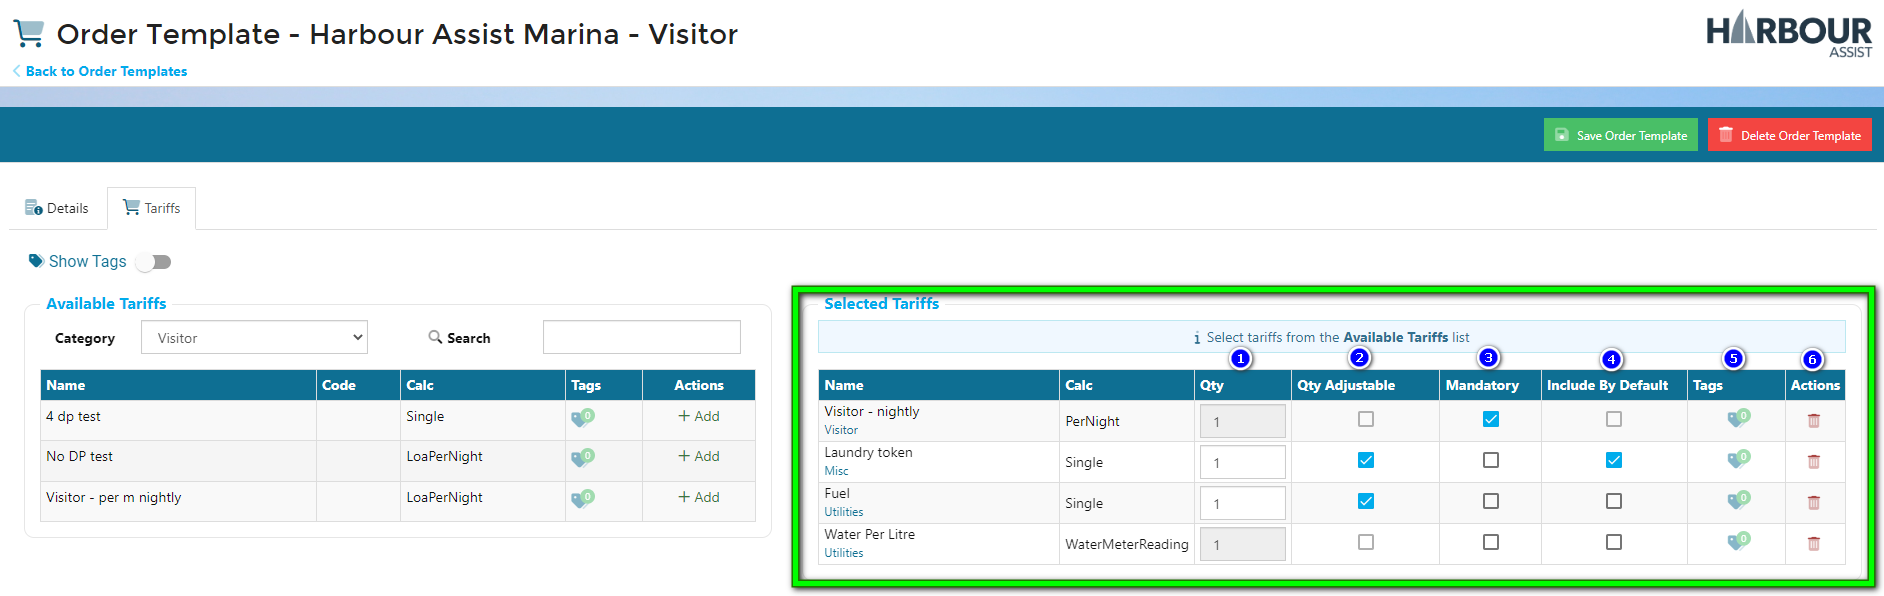 Order Template - Harbour Assist Marina - Visitor
HARBOUR
ASSIST
Back to Order Templates
Save Order Template
Delete Order Template
Details
Tariffs
Show Tags
Available Tariffs
Category Visitor Search
Name Code Calc Tags Actions
4 dp test Single 0 + Add
No DP test LoaPerNight 0 + Add
Visitor - per m nightly LoaPerNight 0 + Add
Selected Tariffs
i Select tariffs from the Available Tariffs list
1 2 3 4 5 6
Name Calc Qty Qty Adjustable Mandatory Include By Default Tags Actions
Visitor - nightly
Visitor
PerNight 1 0
Laundry token
Misc
Single 1 0
Fuel
Utilities
Single 1 0
Water Per Litre
Utilities
WaterMeterReading 1 0